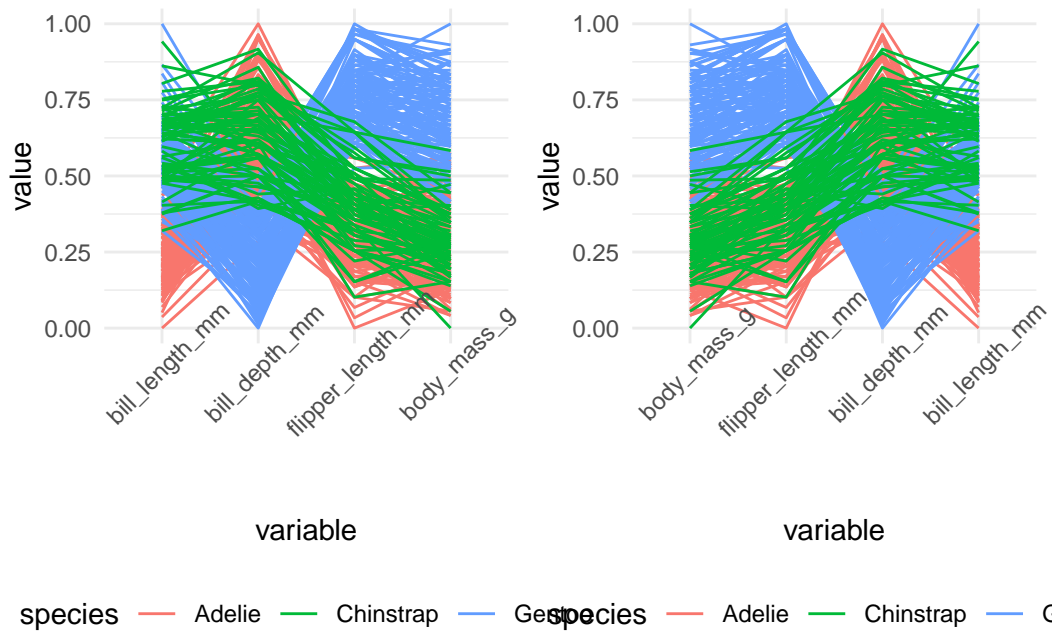 1.00
0.75
0.50
0.25
0.00
value
bill_length_mm
bill_depth_mm
flipper_length_mm
body_mass_g
variable
species Adelie Chinstrap Gentoo
1.00
0.75
0.50
0.25
0.00
value
body_mass_g
flipper_length_mm
bill_depth_mm
bill_length_mm
variable
species Adelie Chinstrap G